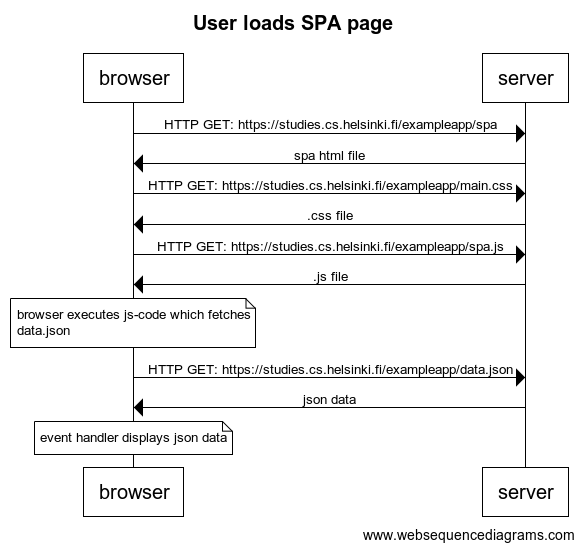 User loads SPA page
browser
server
HTTP GET: https://studies.cs.helsinki.fi/exampleapp/spa
spa html file
HTTP GET: https://studies.cs.helsinki.fi/exampleapp/main.css
.css file
HTTP GET: https://studies.cs.helsinki.fi/exampleapp/spa.js
.js file
browser executes js-code which fetches
data.json
HTTP GET: https://studies.cs.helsinki.fi/exampleapp/data.json
json data
event handler displays json data
browser
server
www.websequencediagrams.com